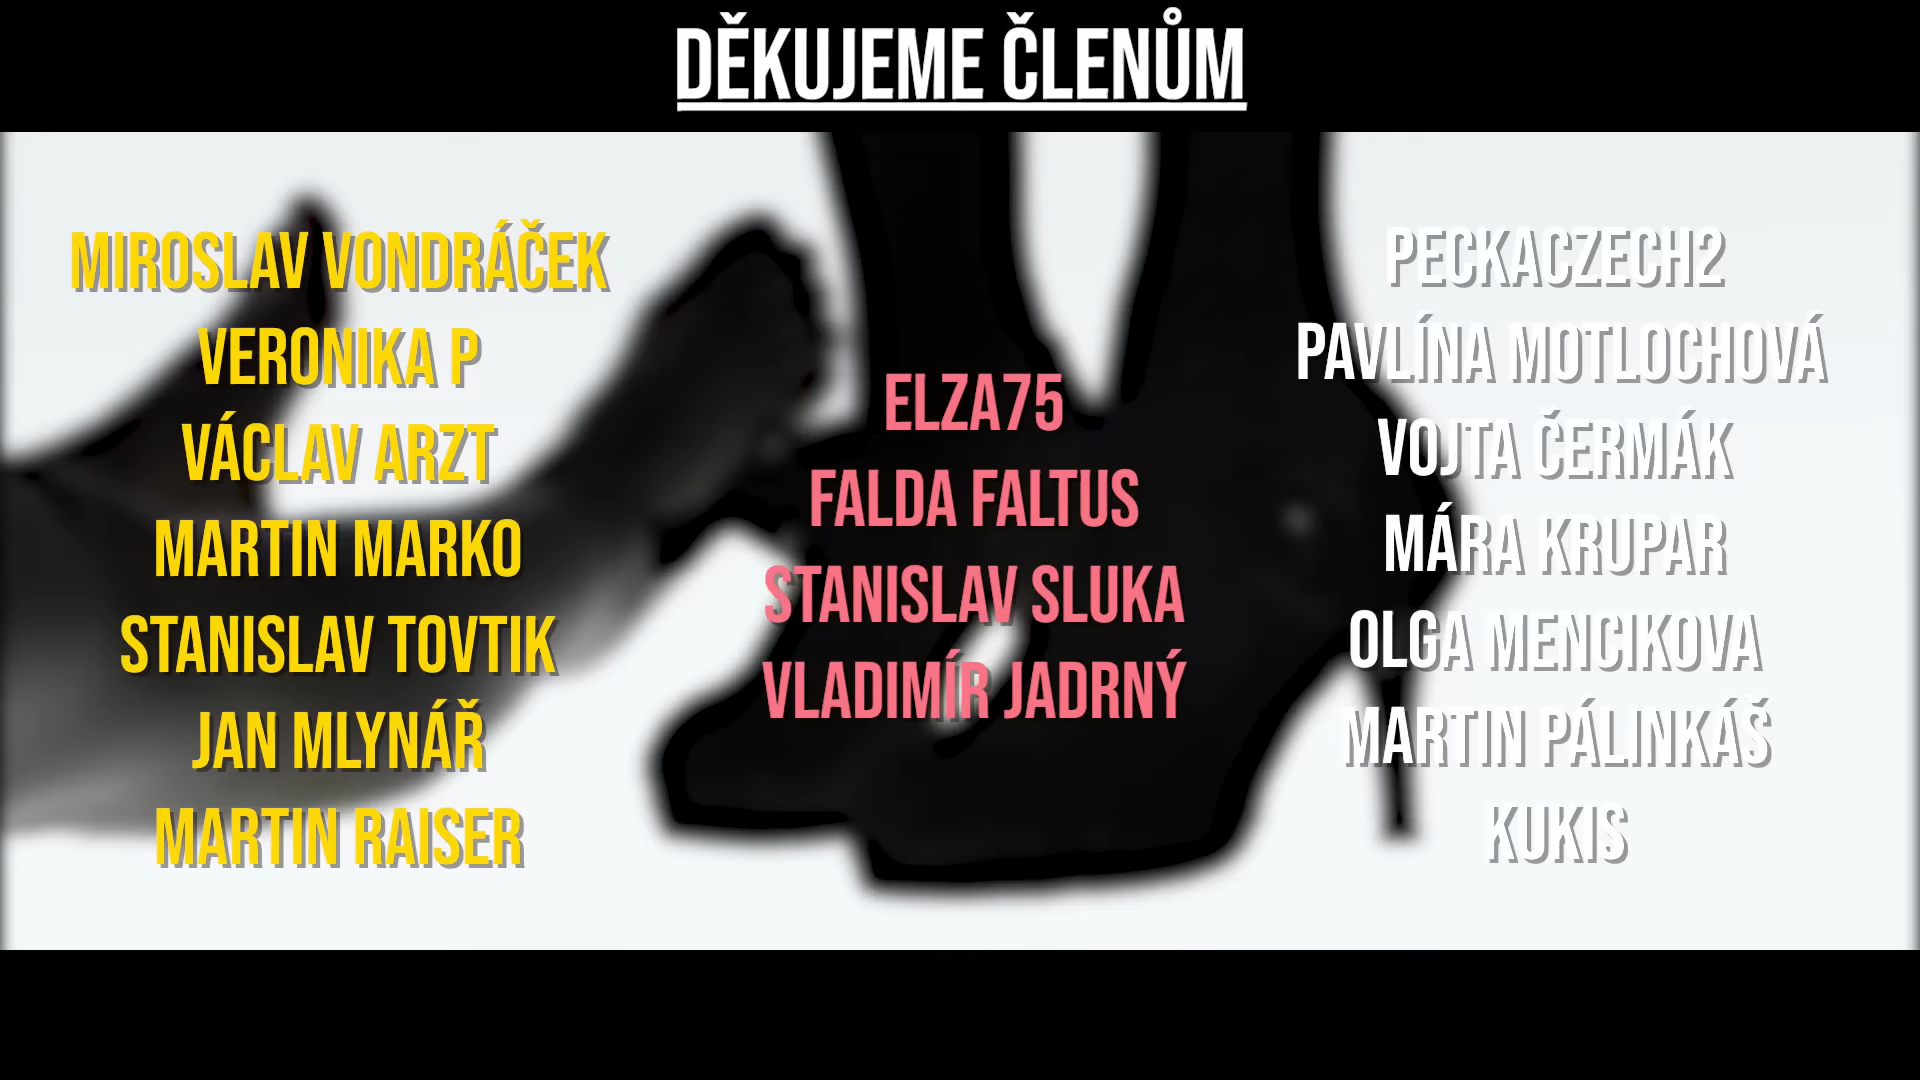 DĚKUJEME ČLENŮM
MIROSLAV VONDRÁČEK
VERONIKA P
VÁCLAV ARZT
MARTIN MARKO
STANISLAV TOVTIK
JAN MLYNÁŘ
MARTIN RAISER
ELZA75
FALDA FALTUS
STANISLAV SLUKA
VLADIMÍR JADRNÝ
PECKACZECH2
PAVLÍNA MOTLOCHOVÁ
VOJTA ČERMÁK
MÁRA KRUPAR
OLGA MENCIKOVA
MARTIN PÁLINKÁŠ
KUKIS